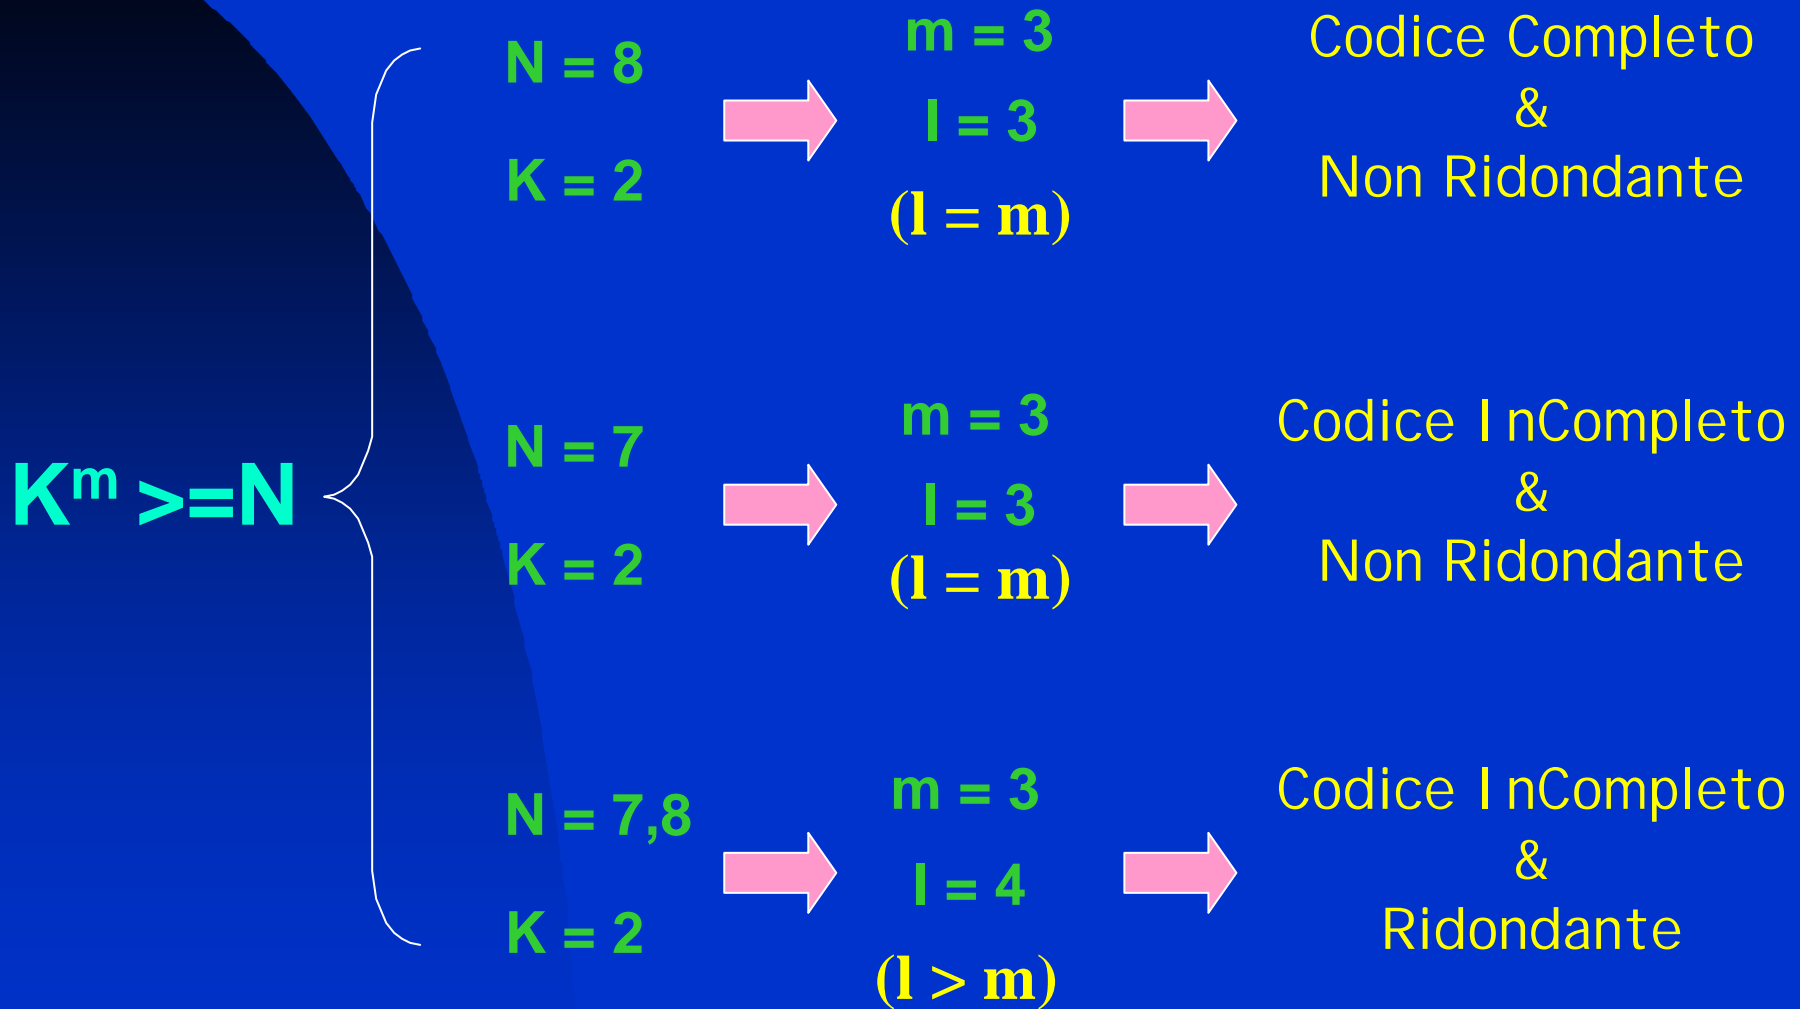 K^m >=N
N = 8
K = 2
m = 3
l = 3
(l = m)
Codice Completo
&
Non Ridondante
N = 7
K = 2
m = 3
l = 3
(l = m)
Codice InCompleto
&
Non Ridondante
N = 7,8
K = 2
m = 3
l = 4
(l > m)
Codice InCompleto
&
Ridondante